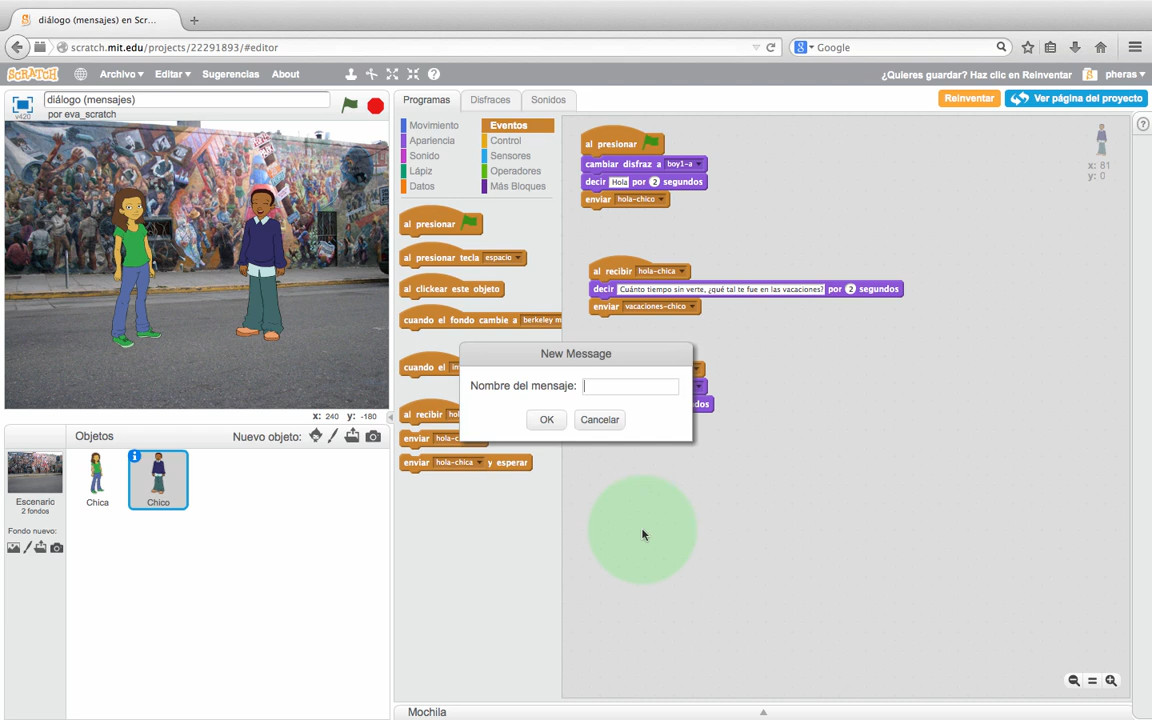 diálogo (mensajes) en Scr...
scratch.mit.edu/projects/22291893/#editor
Google
SCRATCH
Archivo
Editar
Sugerencias
About
¿Quieres guardar? Haz clic en Reinventar
pheras
v420
diálogo (mensajes)
por eva_scratch
Programas
Disfraces
Sonidos
Reinventar
Ver página del proyecto
Movimiento
Eventos
Apariencia
Control
Sonido
Sensores
Lápiz
Operadores
Datos
Más Bloques
al presionar
al presionar tecla espacio
al clickear este objeto
cuando el fondo cambie a berkeley m
cuando el
al recibir
enviar hola-c
enviar hola-chica y esperar
al presionar
cambiar disfraz a boy1-a
decir Hola por 2 segundos
enviar hola-chico
al recibir hola-chica
decir Cuánto tiempo sin verte, ¿qué tal te fue en las vacaciones? por 2 segundos
enviar vacaciones-chico
x: 81
y: 0
New Message
Nombre del mensaje:
OK
Cancelar
x: 240 y: -180
Objetos
Nuevo objeto:
Escenario
2 fondos
Chica
Chico
Fondo nuevo:
Mochila